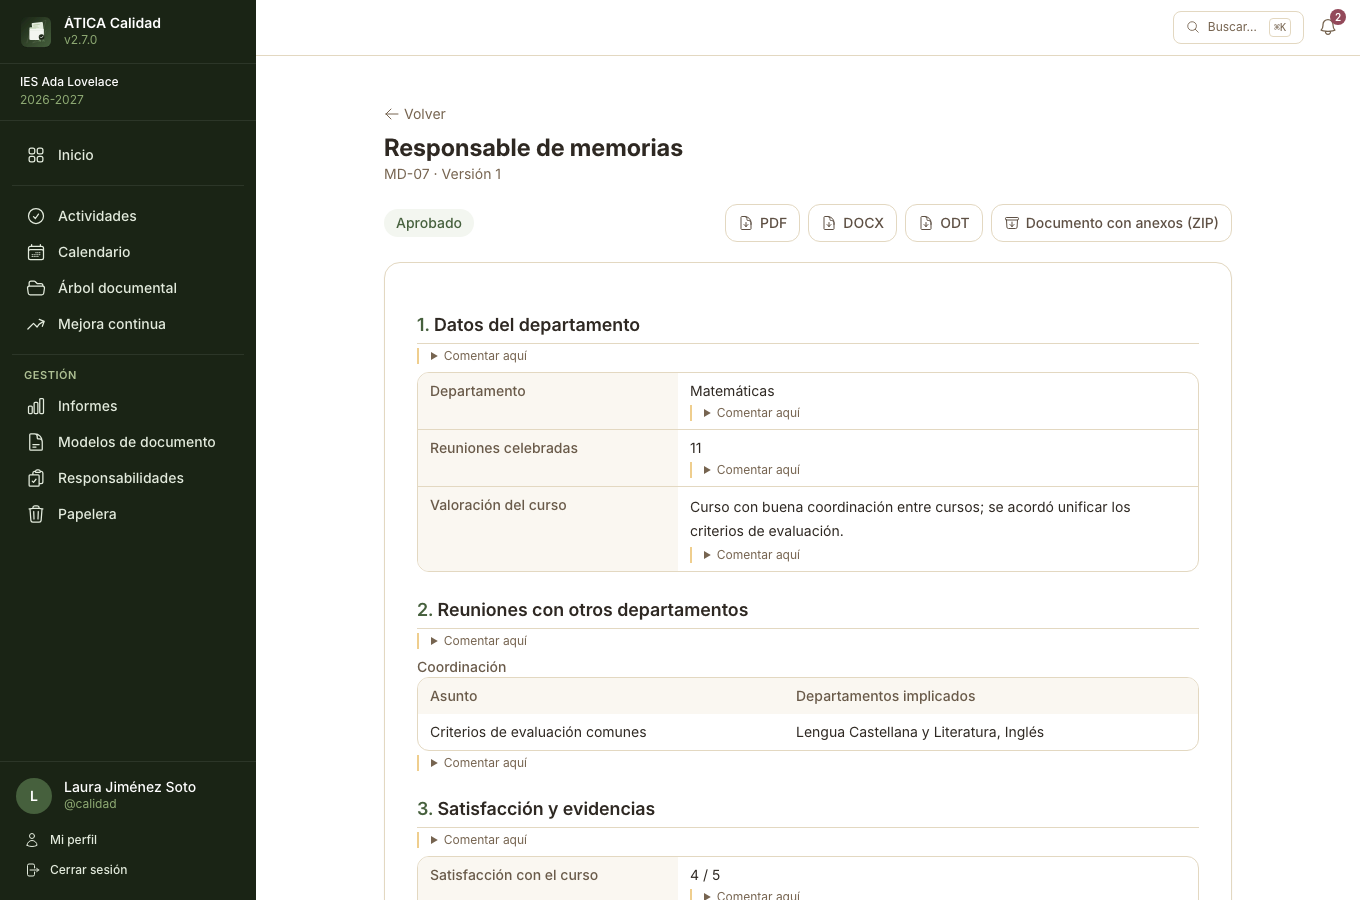 ÁTICA Calidad
v2.7.0
IES Ada Lovelace
2026-2027
Inicio
Actividades
Calendario
Árbol documental
Mejora continua
GESTIÓN
Informes
Modelos de documento
Responsabilidades
Papelera
L
Laura Jiménez Soto
@calidad
Mi perfil
Cerrar sesión
Buscar... ⌘K
2
← Volver
Responsable de memorias
MD-07 · Versión 1
Aprobado
PDF
DOCX
ODT
Documento con anexos (ZIP)
1. Datos del departamento
Comentar aquí
Departamento
Matemáticas
Comentar aquí
Reuniones celebradas
11
Comentar aquí
Valoración del curso
Curso con buena coordinación entre cursos; se acordó unificar los
criterios de evaluación.
Comentar aquí
2. Reuniones con otros departamentos
Comentar aquí
Coordinación
Asunto
Departamentos implicados
Criterios de evaluación comunes
Lengua Castellana y Literatura, Inglés
Comentar aquí
3. Satisfacción y evidencias
Comentar aquí
Satisfacción con el curso
4 / 5
Comentar aquí